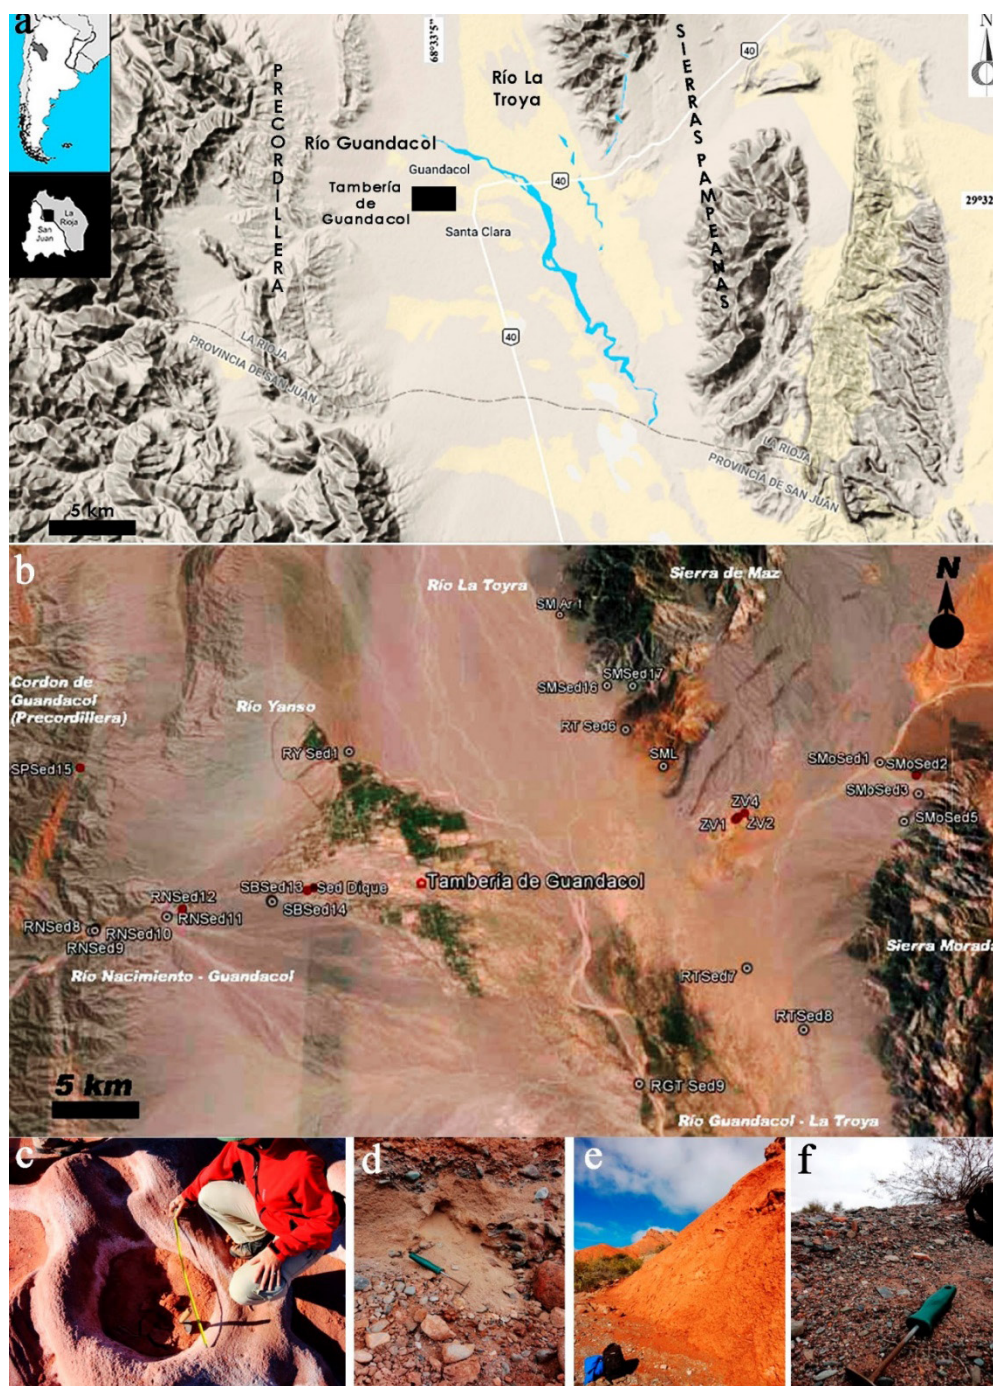 a
N
68°33'5"
29°32
PRECORDILLERA
SIERRAS PAMPEANAS
Río La
Troya
40
Río Guandacol
Guandacol
40
Tambería
de
Guandacol
Santa Clara
La
Rioja
San
Juan
40
LA RIOJA
PROVINCIA DE SAN JUAN
LA RIOJA
PROVINCIA DE SAN JUAN
5 km
b
N
Río La Toyra
Sierra de Maz
SM Ar 1
Cordon de
Guandacol
(Precordillera)
SMSed17
SMSed16
Río Yanso
RT Sed6
RY Sed1
SML
SMoSed1
SMoSed2
SPSed15
SMoSed3
ZV4
ZV1
ZV2
SMoSed5
Tambería de Guandacol
SBSed13
Sed Dique
SBSed14
RNSed12
RNSed11
RNSed8
RNSed10
RNSed9
Sierra Morada
Río Nacimiento - Guandacol
RTSed7
RTSed8
5 km
RGT Sed9
Río Guandacol - La Troya
c
d
e
f